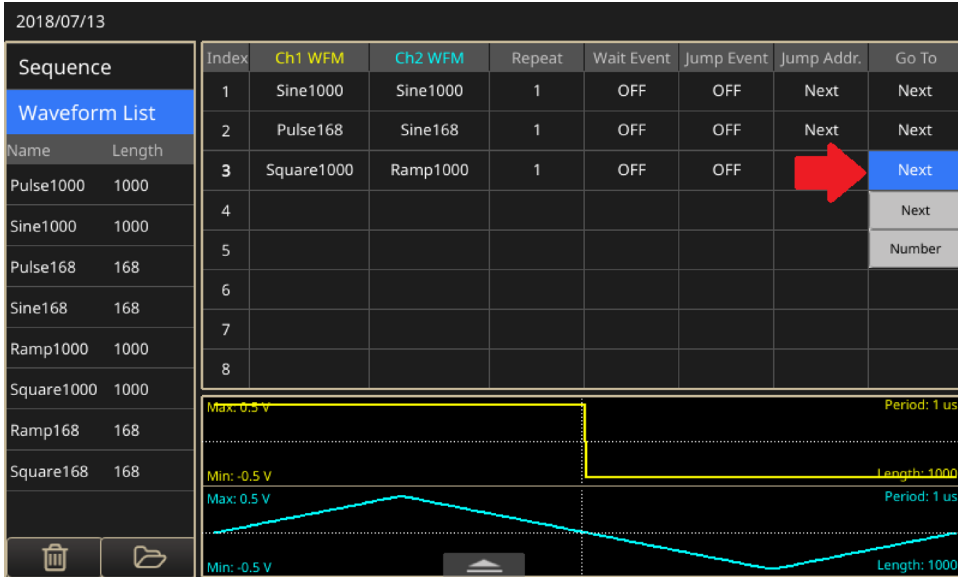 2018/07/13
Sequence
Waveform List
Name Length
Pulse1000 1000
Sine1000 1000
Pulse168 168
Sine168 168
Ramp1000 1000
Square1000 1000
Ramp168 168
Square168 168
Index Ch1 WFM Ch2 WFM Repeat Wait Event Jump Event Jump Addr. Go To
1 Sine1000 Sine1000 1 OFF OFF Next Next
2 Pulse168 Sine168 1 OFF OFF Next Next
3 Square1000 Ramp1000 1 OFF OFF Next
4 Next
5 Number
6
7
8
Max: 0.5 V Period: 1 us
Min: -0.5 V Length: 1000
Max: 0.5 V Period: 1 us
Min: -0.5 V Length: 1000